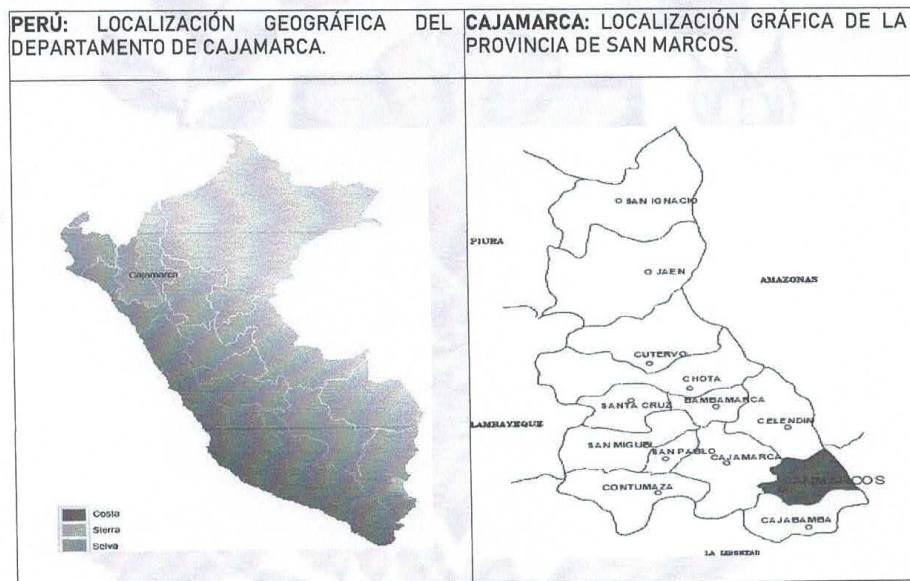 PERÚ: LOCALIZACIÓN GEOGRÁFICA DEL
DEPARTAMENTO DE CAJAMARCA.
CAJAMARCA: LOCALIZACIÓN GRÁFICA DE LA
PROVINCIA DE SAN MARCOS.
Cajamarca
Costa
Sierra
Selva
SAN IGNACIO
PIURA
JAEN
AMAZONAS
CUTERVO
CHOTA
SANTA CRUZ
BAMBAMARCA
CELENDIN
LAMBAYEQUE
SAN MIGUEL
SAN PABLO
CAJAMARCA
CONTUMAZA
CAJABAMBA
LA LIBERTAD